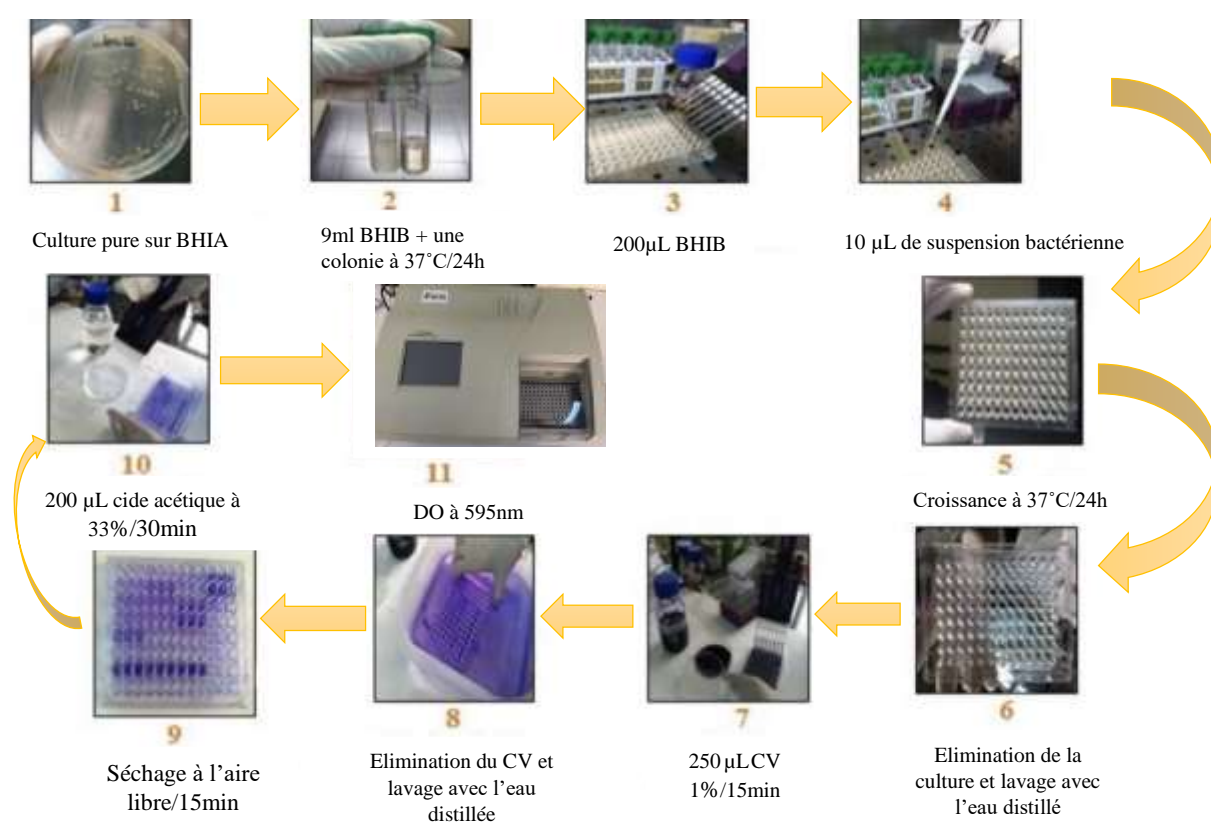 1
Culture pure sur BHIA
2
9ml BHIB + une
colonie à 37˚C/24h
3
200µL BHIB
4
10 µL de suspension bactérienne
5
Croissance à 37˚C/24h
6
Elimination de la
culture et lavage avec
l’eau distillé
7
250 µL CV
1%/15min
8
Elimination du CV et
lavage avec l’eau
distillée
9
Séchage à l’aire
libre/15min
10
200 µL cide acétique à
33%/30min
11
DO à 595nm